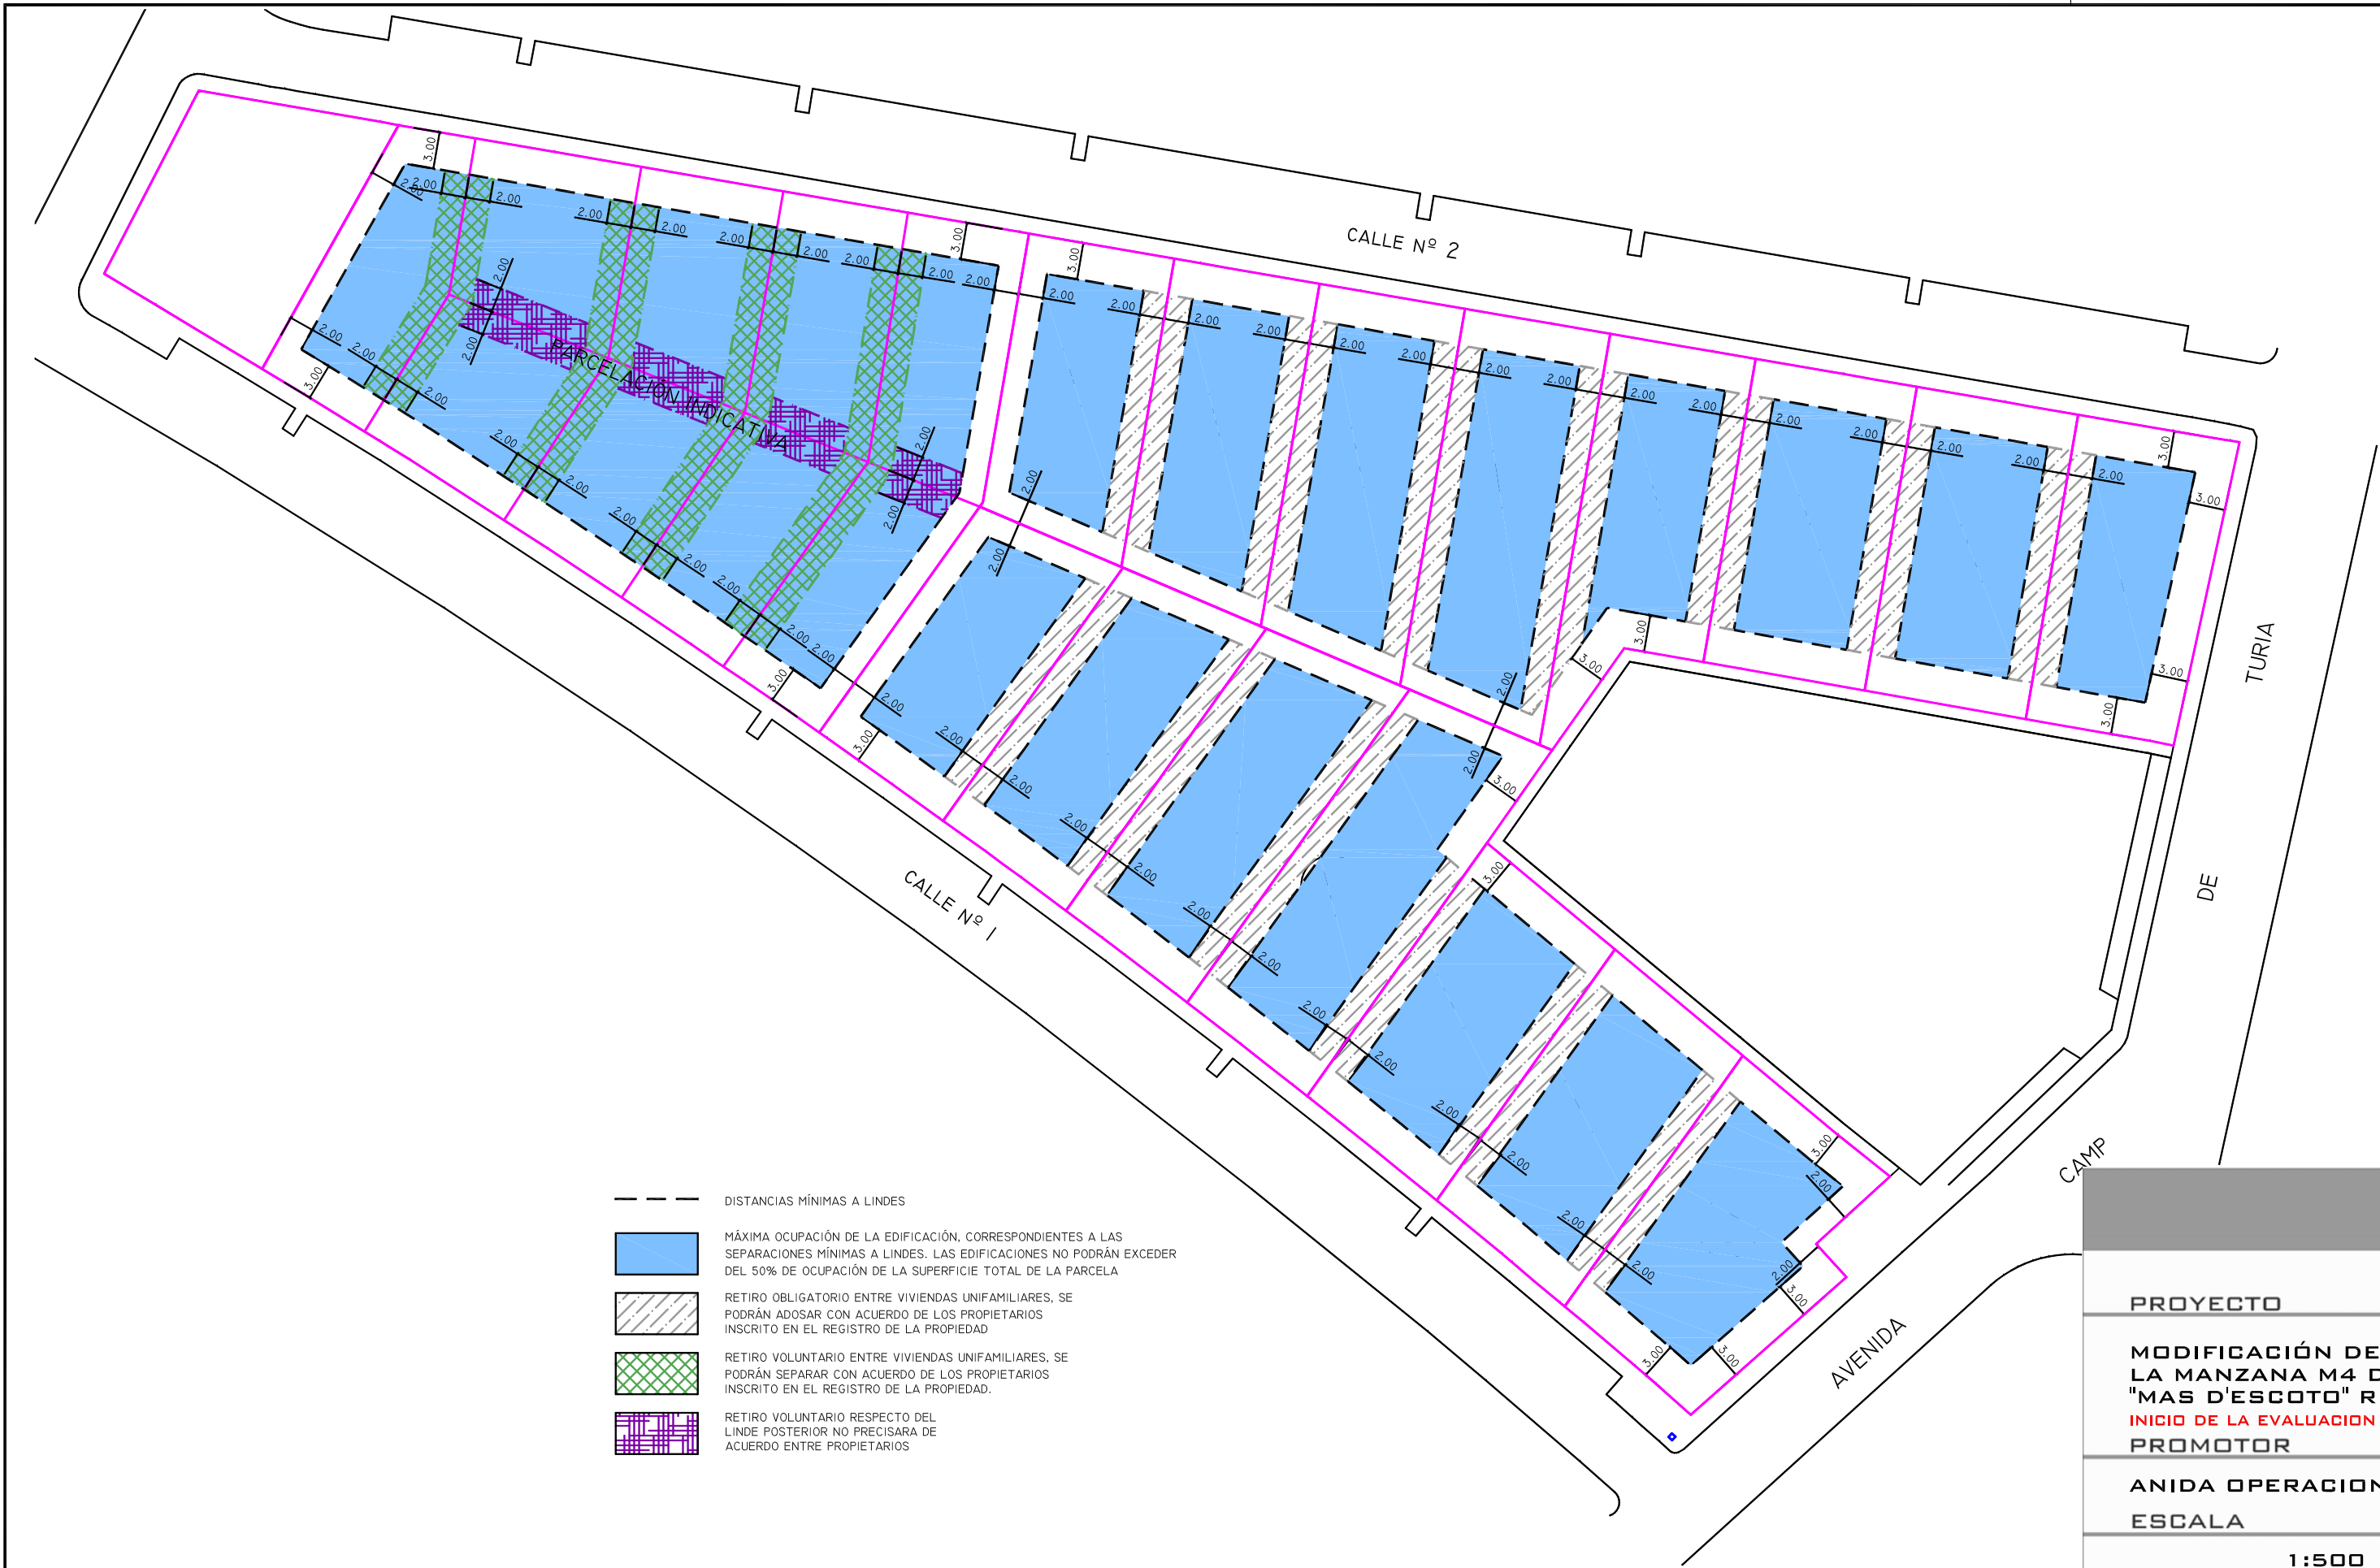 CALLE Nº 2
PARCELACIÓN INDICATIVA
CALLE Nº 1
TURIA
DE
CAMP
AVENIDA
3.00
2.00
DISTANCIAS MÍNIMAS A LINDES
MÁXIMA OCUPACIÓN DE LA EDIFICACIÓN, CORRESPONDIENTES A LAS
SEPARACIONES MÍNIMAS A LINDES. LAS EDIFICACIONES NO PODRÁN EXCEDER
DEL 50% DE OCUPACIÓN DE LA SUPERFICIE TOTAL DE LA PARCELA
RETIRO OBLIGATORIO ENTRE VIVIENDAS UNIFAMILIARES, SE
PODRÁN ADOSAR CON ACUERDO DE LOS PROPIETARIOS
INSCRITO EN EL REGISTRO DE LA PROPIEDAD
RETIRO VOLUNTARIO ENTRE VIVIENDAS UNIFAMILIARES, SE
PODRÁN SEPARAR CON ACUERDO DE LOS PROPIETARIOS
INSCRITO EN EL REGISTRO DE LA PROPIEDAD.
RETIRO VOLUNTARIO RESPECTO DEL
LINDE POSTERIOR NO PRECISARA DE
ACUERDO ENTRE PROPIETARIOS
PROYECTO
MODIFICACIÓN DE
LA MANZANA M4 D
"MAS D'ESCOTO" R
INICIO DE LA EVALUACION
PROMOTOR
ANIDA OPERACION
ESCALA
1:500